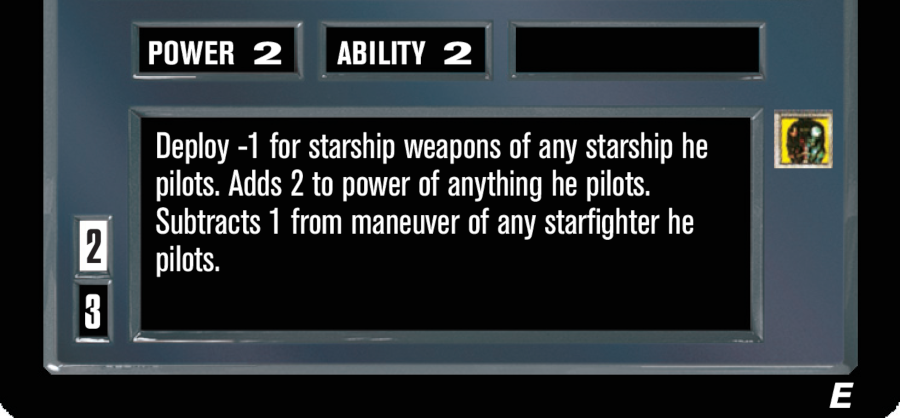 POWER 2 ABILITY 2
Deploy -1 for starship weapons of any starship he
pilots. Adds 2 to power of anything he pilots.
Subtracts 1 from maneuver of any starfighter he
pilots.
2
3
E